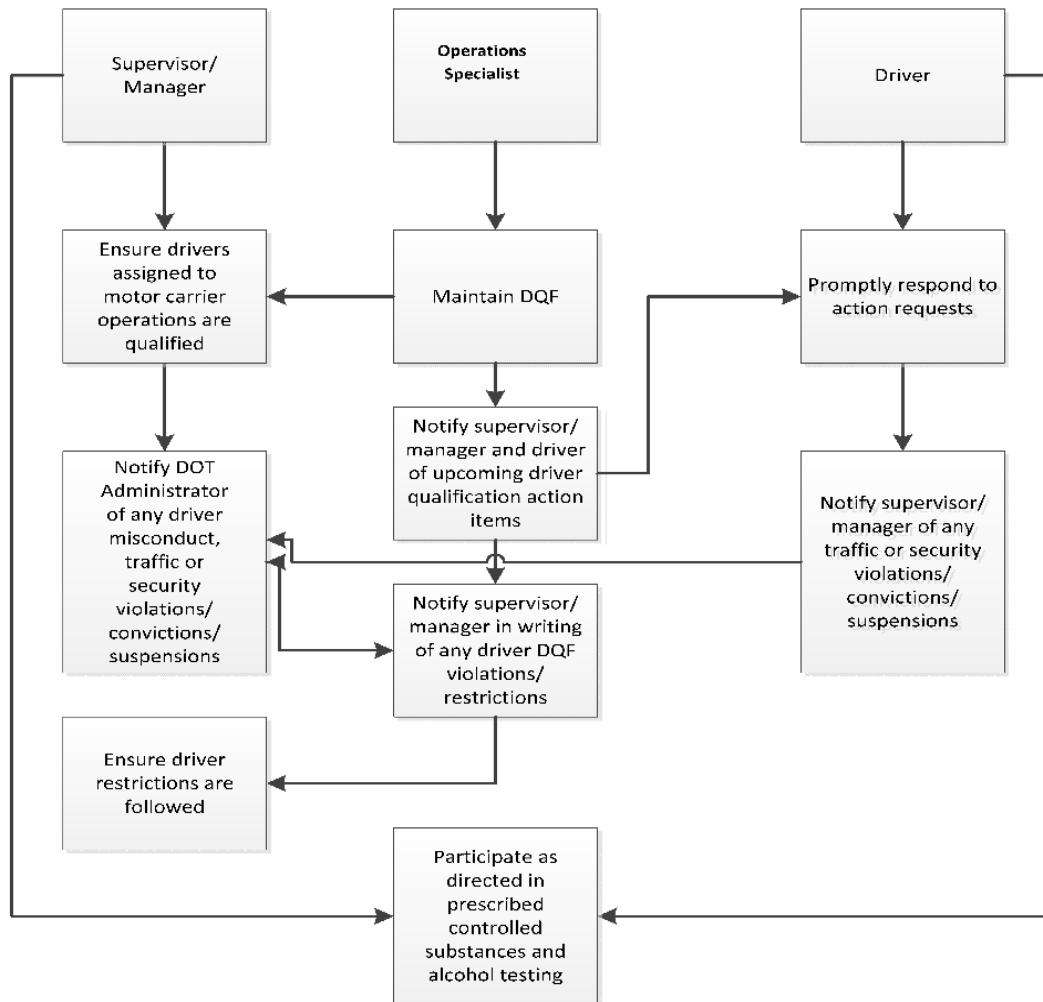 Supervisor/
Manager
Operations
Specialist
Driver
Ensure drivers
assigned to
motor carrier
operations are
qualified
Maintain DQF
Promptly respond to
action requests
Notify DOT
Administrator
of any driver
misconduct,
traffic or
security
violations/
convictions/
suspensions
Notify supervisor/
manager and driver
of upcoming driver
qualification action
items
Notify supervisor/
manager of any
traffic or security
violations/
convictions/
suspensions
Notify supervisor/
manager in writing
of any driver DQF
violations/
restrictions
Ensure driver
restrictions are
followed
Participate as
directed in
prescribed
controlled
substances and
alcohol testing